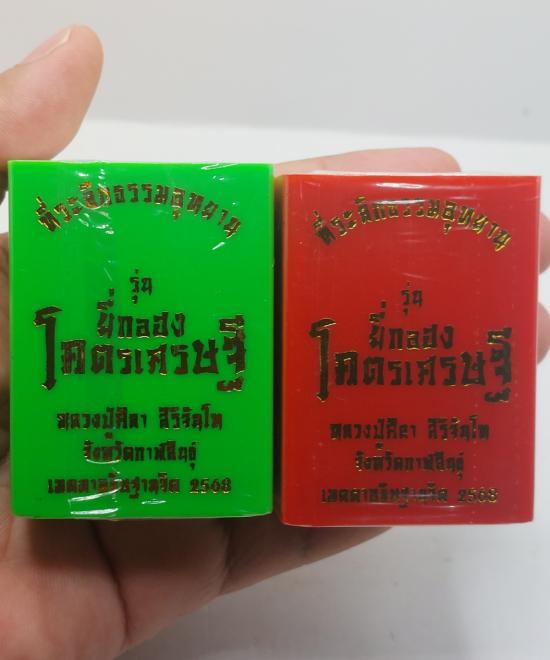 ที่ระลึกธรรมอุทยาน
รุ่น
ยี่กลฮง
โคตรเศรษฐี
หลวงปู่ศิลา สิริจันโท
จังหวัดกาฬสินธุ์
เมตตาอธิษฐานจิต 2568
ที่ระลึกธรรมอุทยาน
รุ่น
ยี่กอฮง
โคตรเศรษฐี
หลวงปู่ศิลา สิริจันโท
จังหวัดกาฬสินธุ์
เมตตาอธิษฐานจิต 2568